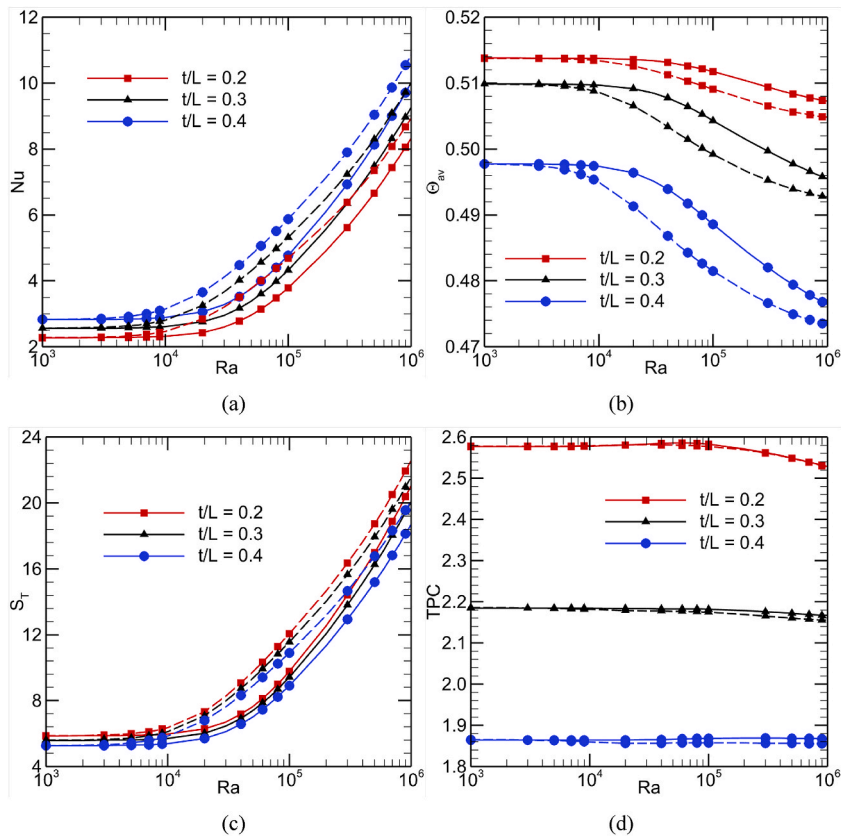 12
10
8
6
4
2
Nu
t/L = 0.2
t/L = 0.3
t/L = 0.4
10³ 10⁴ 10⁵ 10⁶
Ra
(a)
0.52
0.51
0.50
0.49
0.48
0.47
Θav
t/L = 0.2
t/L = 0.3
t/L = 0.4
10³ 10⁴ 10⁵ 10⁶
Ra
(b)
24
20
16
12
8
4
S_T
t/L = 0.2
t/L = 0.3
t/L = 0.4
10³ 10⁴ 10⁵ 10⁶
Ra
(c)
2.6
2.5
2.4
2.3
2.2
2.1
2
1.9
1.8
TPC
t/L = 0.2
t/L = 0.3
t/L = 0.4
10³ 10⁴ 10⁵ 10⁶
Ra
(d)